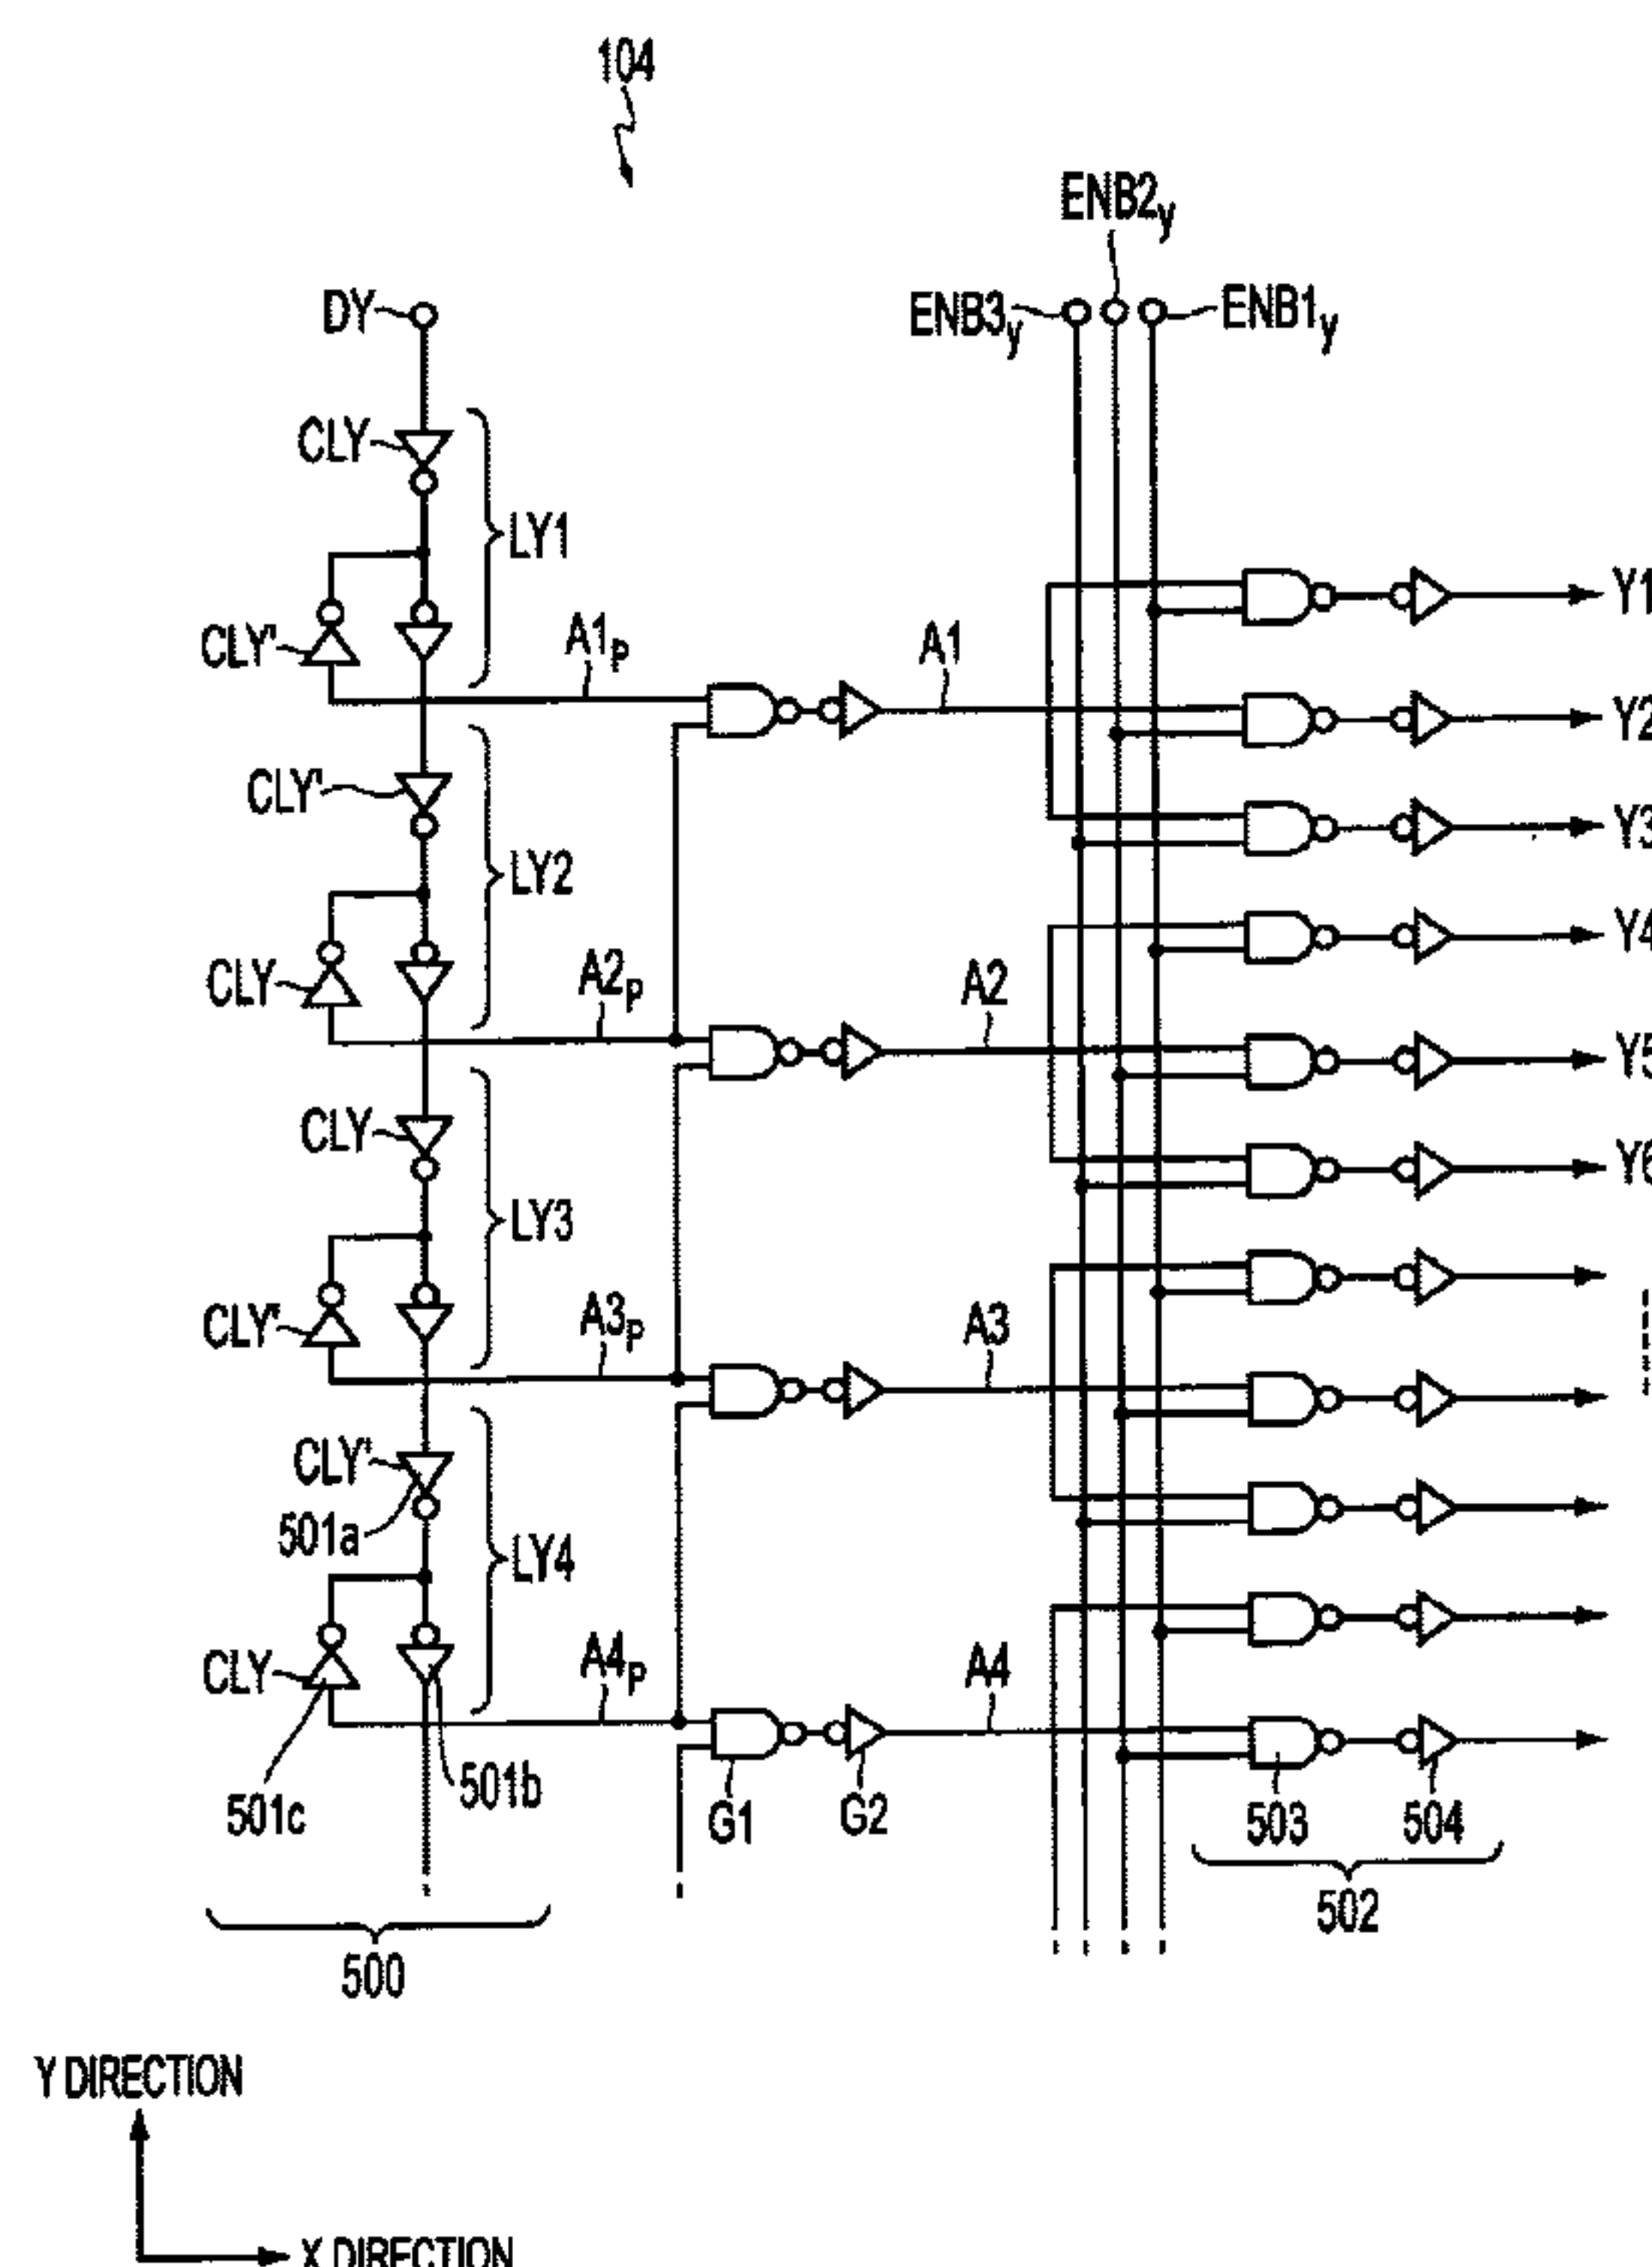 104
ENB2y
DY
ENB3y
ENB1y
CLY
LY1
Y1
CLY'
A1P
A1
Y2
CLY'
LY2
Y3
CLY
A2P
A2
Y4
Y5
CLY
LY3
Y6
CLY'
A3P
A3
CLY'
501a
LY4
CLY
A4P
A4
501c
501b
G1
G2
503
504
502
500
Y DIRECTION
X DIRECTION